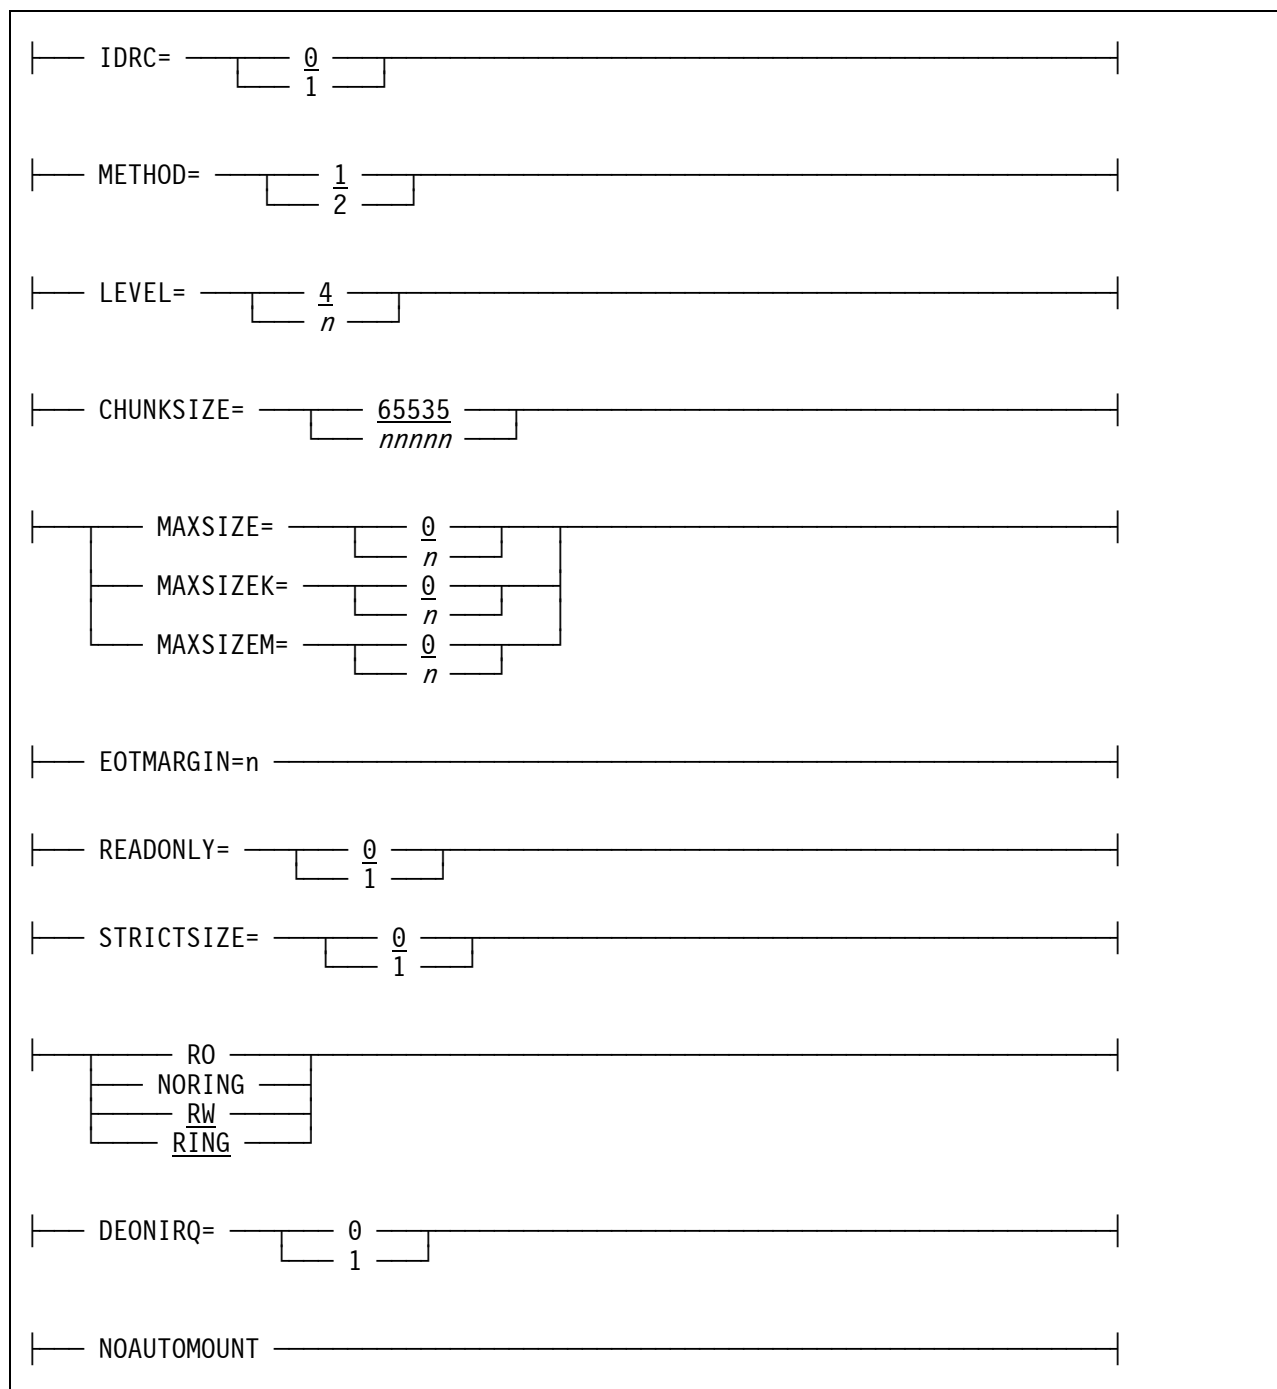 IDRC= 0
1
METHOD= 1
2
LEVEL= 4
n
CHUNKSIZE= 65535
nnnnn
MAXSIZE= 0
n
MAXSIZEK= 0
n
MAXSIZEM= 0
n
EOTMARGIN=n
READONLY= 0
1
STRICTSIZE= 0
1
RO
NORING
RW
RING
DEONIRQ= 0
1
NOAUTOMOUNT